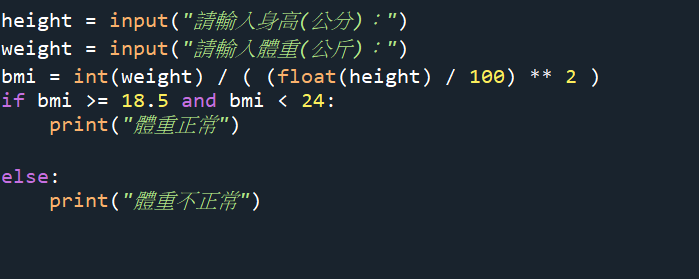 height = input("請輸入身高(公分)：")
weight = input("請輸入體重(公斤)：")
bmi = int(weight) / ( (float(height) / 100) ** 2 )
if bmi >= 18.5 and bmi < 24:
    print("體重正常")
else:
    print("體重不正常")